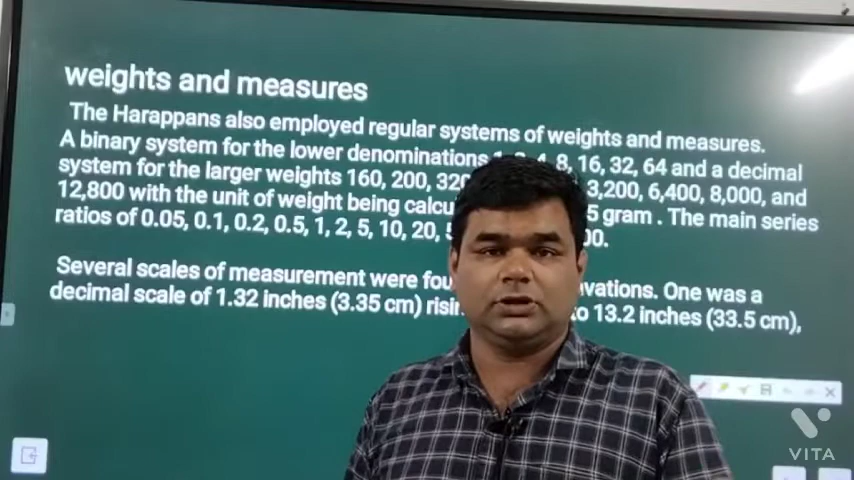 weights and measures
The Harappans also employed regular systems of weights and measures.
A binary system for the lower denominations 8, 16, 32, 64 and a decimal
system for the larger weights 160, 200, 3,200, 6,400, 8,000, and
12,800 with the unit of weight being gram . The main series
ratios of 0.05, 0.1, 0.2, 0.5, 1, 2, 5, 10, 20,
Several scales of measurement were One was a
decimal scale of 1.32 inches (3.35 cm) to 13.2 inches (33.5 cm),
VITA